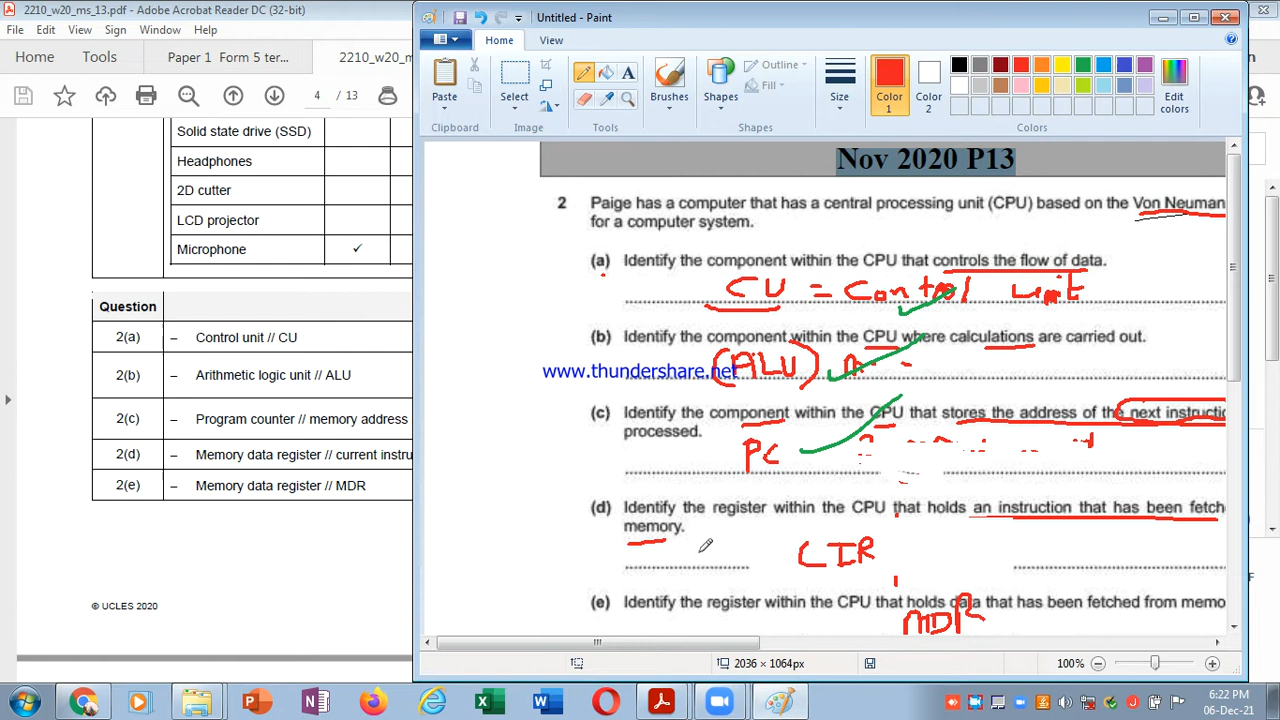 2210_w20_ms_13.pdf - Adobe Acrobat Reader DC (32-bit)
File Edit View Sign Window Help
Home Tools Paper 1 Form 5 ter... 2210_w20_m
4 / 13
Solid state drive (SSD)
Headphones
2D cutter
LCD projector
Microphone ✓
Question
2(a) – Control unit // CU
2(b) – Arithmetic logic unit // ALU
2(c) – Program counter // memory address
2(d) – Memory data register // current instru
2(e) – Memory data register // MDR
© UCLES 2020
Untitled - Paint
Home View
Paste Select Brushes Shapes Outline Fill Size Color 1 Color 2 Edit colors
Clipboard Image Tools Shapes Colors
Nov 2020 P13
2 Paige has a computer that has a central processing unit (CPU) based on the Von Neuman
for a computer system.
(a) Identify the component within the CPU that controls the flow of data.
CU = Control Unit
(b) Identify the component within the CPU where calculations are carried out.
(ALU)
www.thundershare.net
(c) Identify the component within the CPU that stores the address of the next instructio
processed.
PC
(d) Identify the register within the CPU that holds an instruction that has been fetch
memory.
CIR
(e) Identify the register within the CPU that holds data that has been fetched from memo
MDR
2036 × 1064px 100%
6:22 PM
06-Dec-21